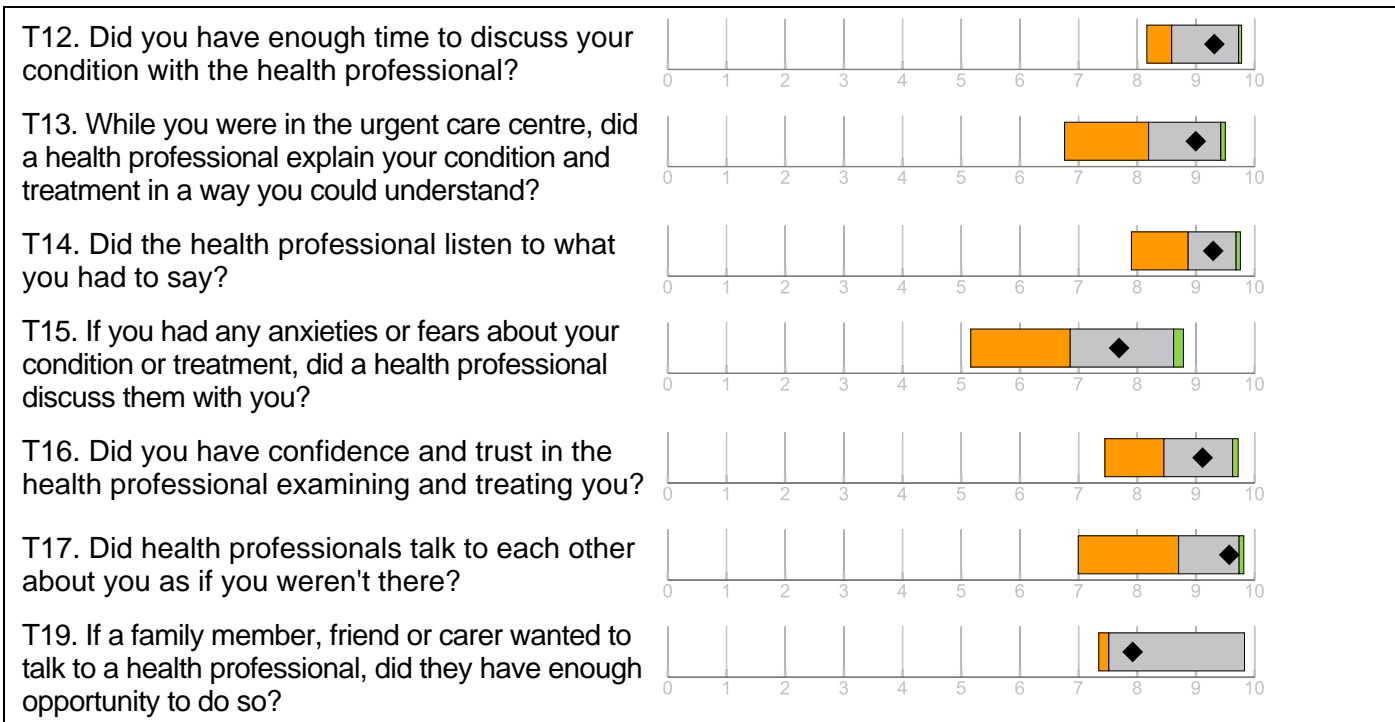 T12. Did you have enough time to discuss your
condition with the health professional?
0 1 2 3 4 5 6 7 8 9 10
T13. While you were in the urgent care centre, did
a health professional explain your condition and
treatment in a way you could understand?
0 1 2 3 4 5 6 7 8 9 10
T14. Did the health professional listen to what
you had to say?
0 1 2 3 4 5 6 7 8 9 10
T15. If you had any anxieties or fears about your
condition or treatment, did a health professional
discuss them with you?
0 1 2 3 4 5 6 7 8 9 10
T16. Did you have confidence and trust in the
health professional examining and treating you?
0 1 2 3 4 5 6 7 8 9 10
T17. Did health professionals talk to each other
about you as if you weren't there?
0 1 2 3 4 5 6 7 8 9 10
T19. If a family member, friend or carer wanted to
talk to a health professional, did they have enough
opportunity to do so?
0 1 2 3 4 5 6 7 8 9 10